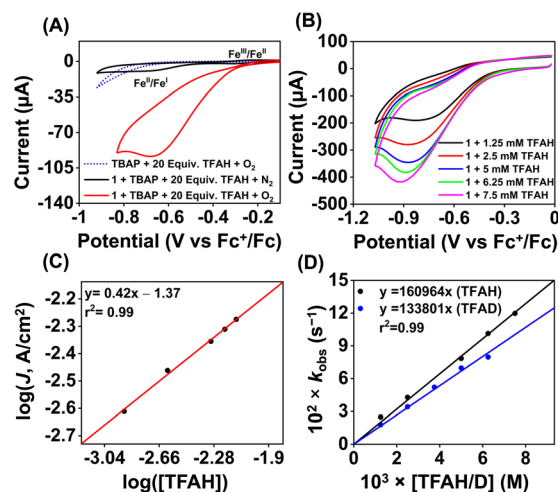 (A)
Current (µA)
0
-35
-70
-105
-140
Fe^III/Fe^II
Fe^II/Fe^I
TBAP + 20 Equiv. TFAH + O₂
1 + TBAP + 20 Equiv. TFAH + N₂
1 + TBAP + 20 Equiv. TFAH + O₂
-1 -0.8 -0.6 -0.4 -0.2
Potential (V vs Fc⁺/Fc)
(B)
Current (µA)
100
0
-100
-200
-300
-400
-500
1 + 1.25 mM TFAH
1 + 2.5 mM TFAH
1 + 5 mM TFAH
1 + 6.25 mM TFAH
1 + 7.5 mM TFAH
-1.2 -0.9 -0.6 -0.3 0.0
Potential (V vs Fc⁺/Fc)
(C)
log(J, A/cm²)
y= 0.42x − 1.37
r²= 0.99
-2.2
-2.3
-2.4
-2.5
-2.6
-2.7
-3.04 -2.66 -2.28 -1.9
log([TFAH])
(D)
10² × k_obs (s⁻¹)
y =160964x (TFAH)
y =133801x (TFAD)
r²=0.99
15
12
9
6
3
0
0 2 4 6 8
10³ × [TFAH/D] (M)